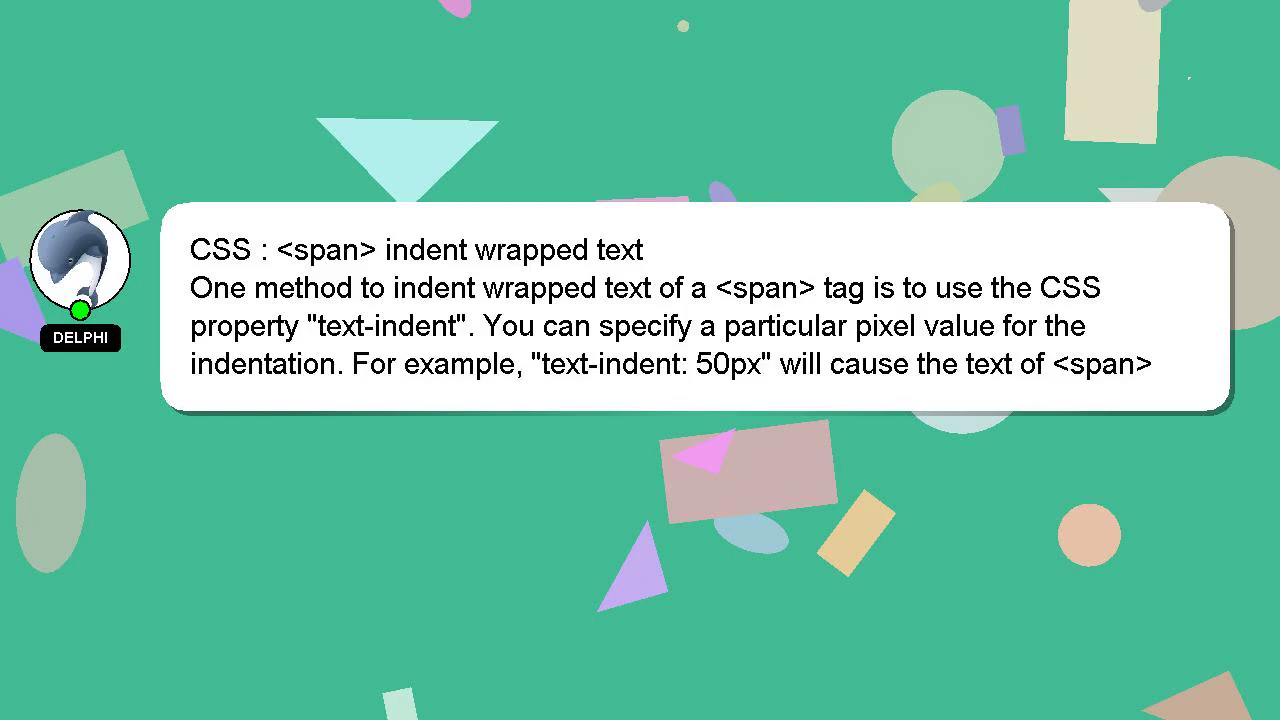 CSS : <span> indent wrapped text
One method to indent wrapped text of a <span> tag is to use the CSS
property "text-indent". You can specify a particular pixel value for the
indentation. For example, "text-indent: 50px" will cause the text of <span>
DELPHI